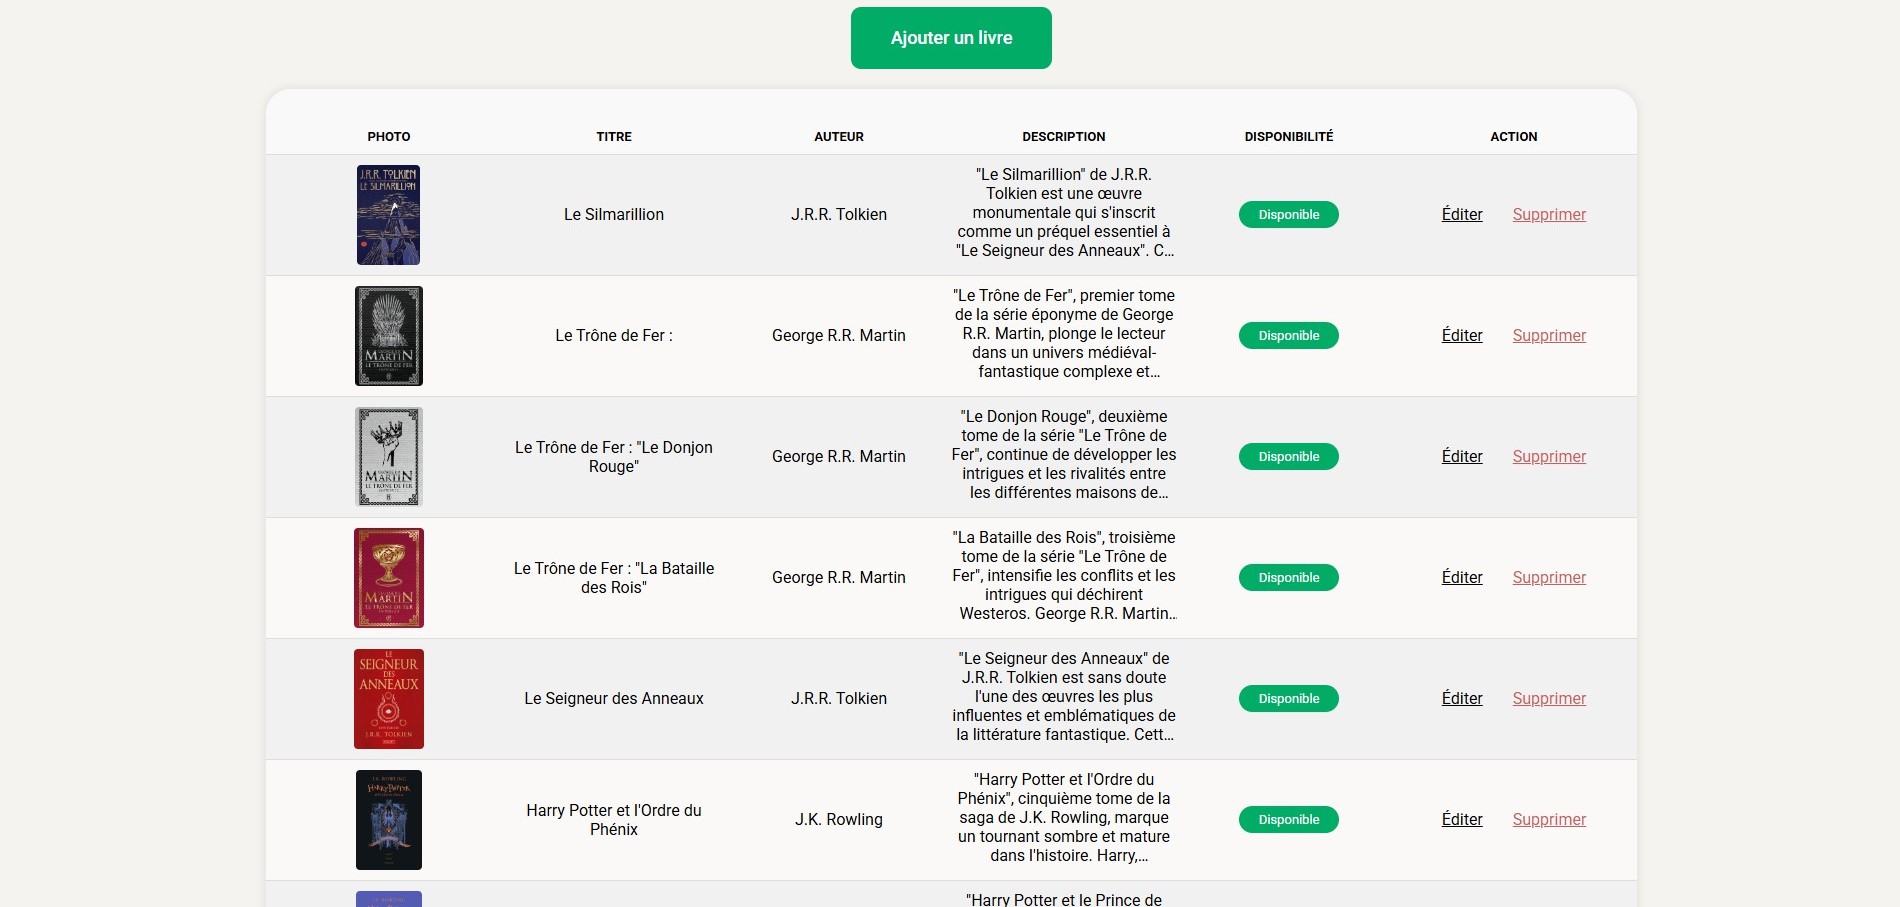 Ajouter un livre
PHOTO TITRE AUTEUR DESCRIPTION DISPONIBILITÉ ACTION
J.R.R. TOLKIEN
LE SILMARILLION
Le Silmarillion
J.R.R. Tolkien
"Le Silmarillion" de J.R.R.
Tolkien est une œuvre
monumentale qui s'inscrit
comme un préquel essentiel à
"Le Seigneur des Anneaux". C…
Disponible
Éditer Supprimer
MARTIN
LE TRÔNE DE FER
Le Trône de Fer :
George R.R. Martin
"Le Trône de Fer", premier tome
de la série éponyme de George
R.R. Martin, plonge le lecteur
dans un univers médiéval-
fantastique complexe et…
Disponible
Éditer Supprimer
MARTIN
LE TRÔNE DE FER
Le Trône de Fer : "Le Donjon
Rouge"
George R.R. Martin
"Le Donjon Rouge", deuxième
tome de la série "Le Trône de
Fer", continue de développer les
intrigues et les rivalités entre
les différentes maisons de…
Disponible
Éditer Supprimer
MARTIN
LE TRÔNE DE FER
Le Trône de Fer : "La Bataille
des Rois"
George R.R. Martin
"La Bataille des Rois", troisième
tome de la série "Le Trône de
Fer", intensifie les conflits et les
intrigues qui déchirent
Westeros. George R.R. Martin…
Disponible
Éditer Supprimer
LE
SEIGNEUR
DES
ANNEAUX
J.R.R. TOLKIEN
Le Seigneur des Anneaux
J.R.R. Tolkien
"Le Seigneur des Anneaux" de
J.R.R. Tolkien est sans doute
l'une des œuvres les plus
influentes et emblématiques de
la littérature fantastique. Cett…
Disponible
Éditer Supprimer
J.K. ROWLING
HARRY POTTER
Harry Potter et l'Ordre du
Phénix
J.K. Rowling
"Harry Potter et l'Ordre du
Phénix", cinquième tome de la
saga de J.K. Rowling, marque
un tournant sombre et mature
dans l'histoire. Harry,…
Disponible
Éditer Supprimer
"Harry Potter et le Prince de